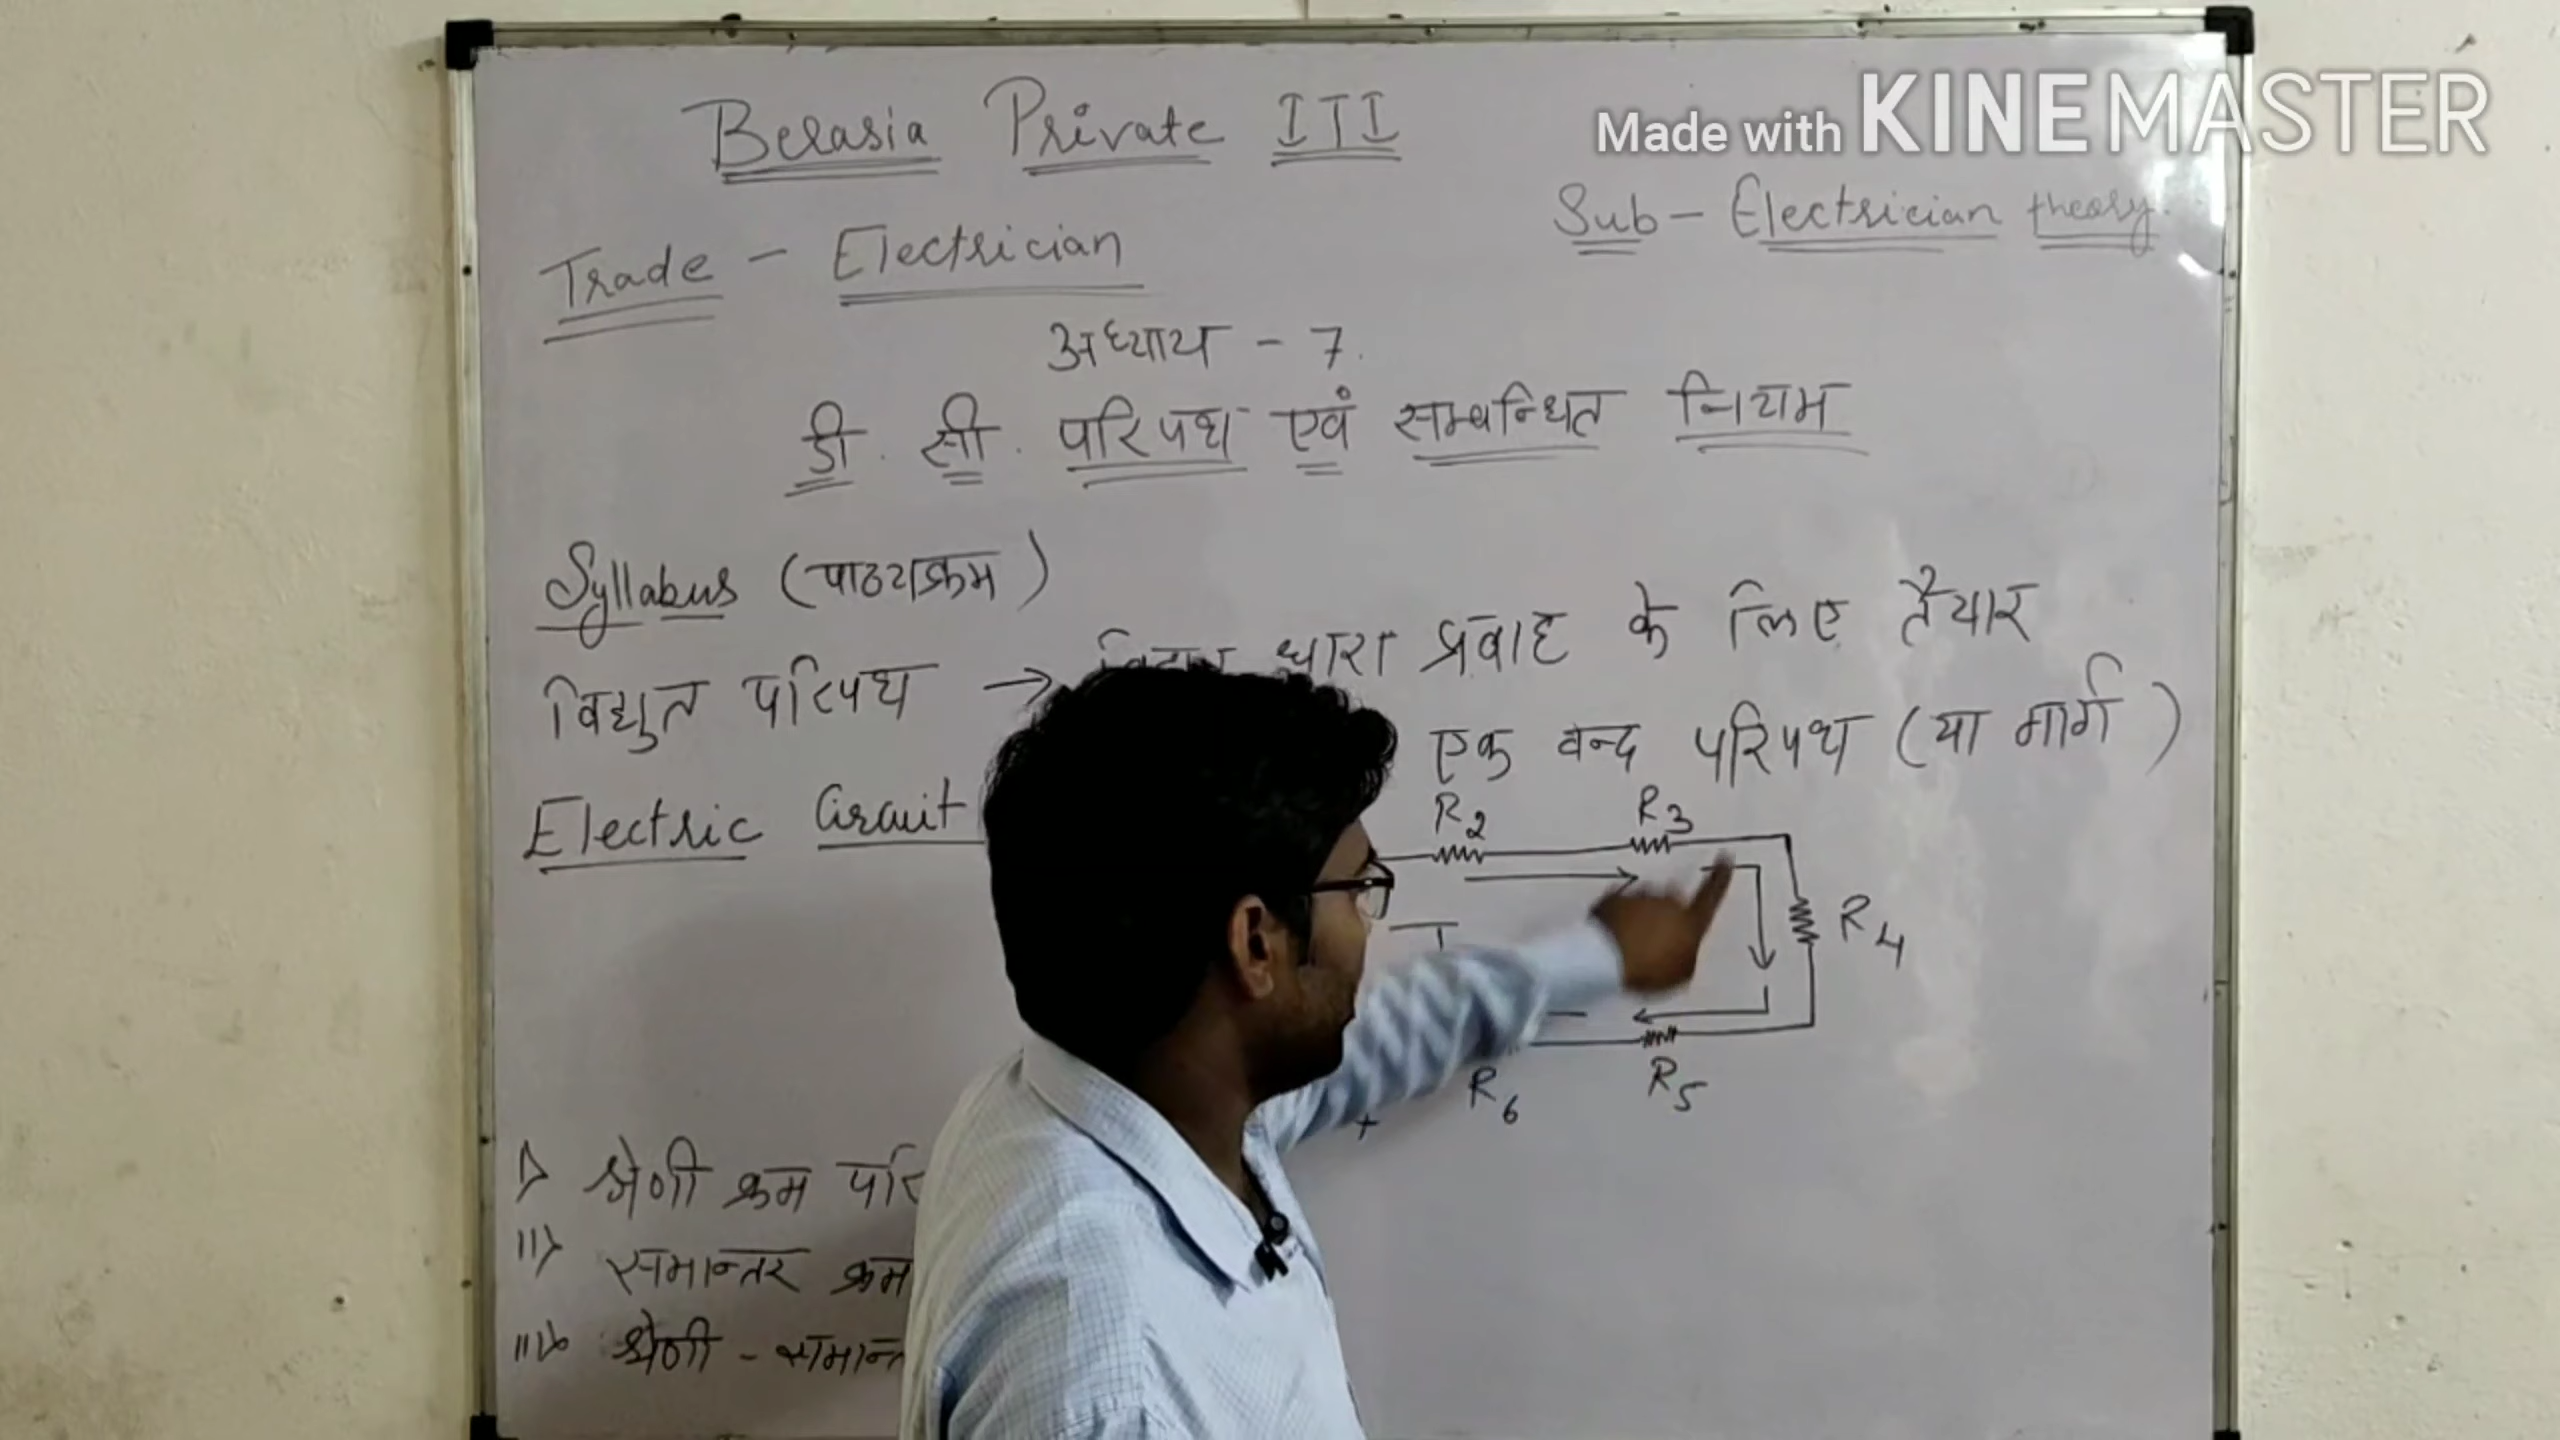 Made with KINEMASTER
Berasia Private ITI
Sub - Electrician theory.
Trade - Electrician
अध्याय - 7.
डी. सी. परिपथ एवं सम्बन्धित नियम
Syllabus (पाठ्यक्रम)
विद्युत परिपथ → धारा प्रवाह के लिए तैयार
एक बन्द परिपथ (या मार्ग)
Electric Circuit
R2 R3
I
R4
R6 R5
+
i> श्रेणी क्रम परि
ii> समान्तर क्रम
iii> श्रेणी - समान्त